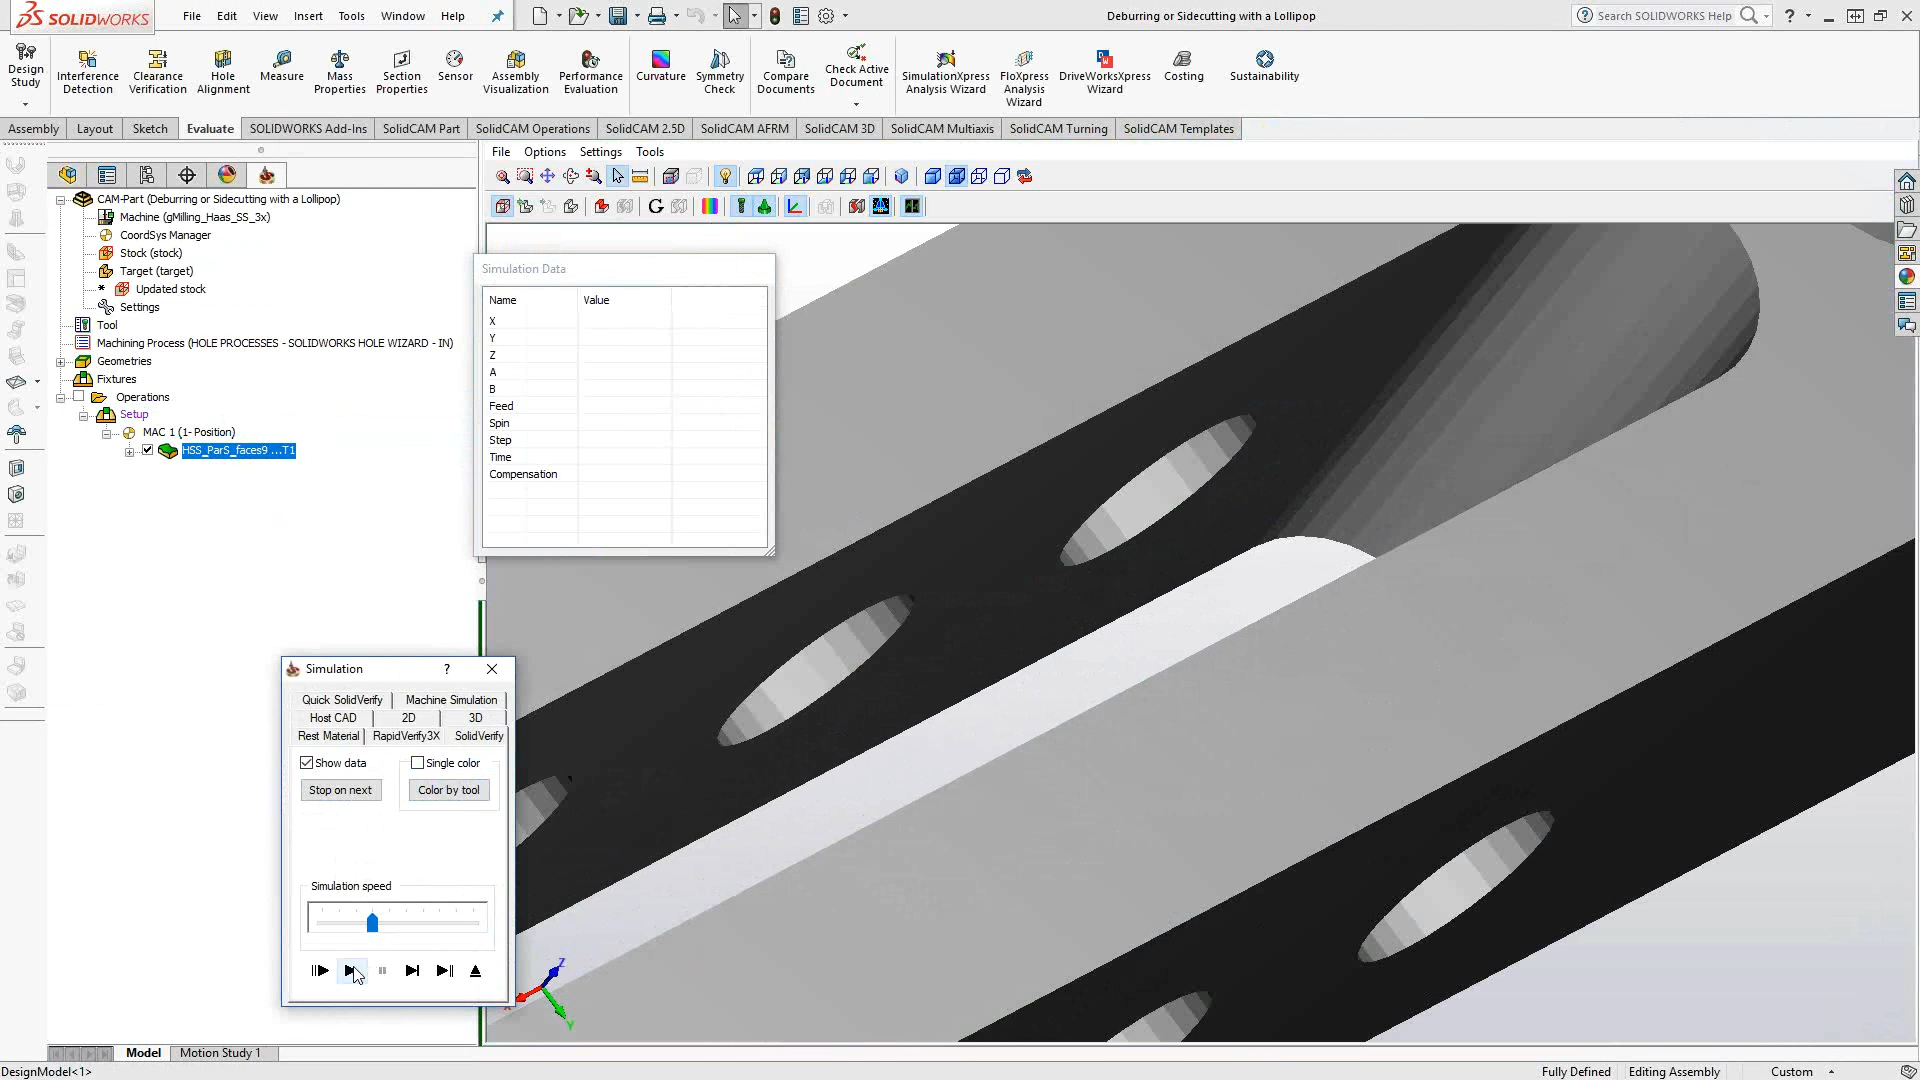 SOLIDWORKS
File Edit View Insert Tools Window Help
Deburring or Sidecutting with a Lollipop
Search SOLIDWORKS Help
?
Design Study
Interference Detection
Clearance Verification
Hole Alignment
Measure
Mass Properties
Section Properties
Sensor
Assembly Visualization
Performance Evaluation
Curvature
Symmetry Check
Compare Documents
Check Active Document
SimulationXpress Analysis Wizard
FloXpress Analysis Wizard
DriveWorksXpress Wizard
Costing
Sustainability
Assembly Layout Sketch Evaluate SOLIDWORKS Add-Ins SolidCAM Part SolidCAM Operations SolidCAM 2.5D SolidCAM AFRM SolidCAM 3D SolidCAM Multiaxis SolidCAM Turning SolidCAM Templates
File Options Settings Tools
CAM-Part (Deburring or Sidecutting with a Lollipop)
Machine (gMilling_Haas_SS_3x)
CoordSys Manager
Stock (stock)
Target (target)
* Updated stock
Settings
Tool
Machining Process (HOLE PROCESSES - SOLIDWORKS HOLE WIZARD - IN)
Geometries
Fixtures
Operations
Setup
MAC 1 (1- Position)
HSS_ParS_faces9 ...T1
Simulation Data
Name Value
X
Y
Z
A
B
Feed
Spin
Step
Time
Compensation
Simulation ?
Quick SolidVerify Machine Simulation
Host CAD 2D 3D
Rest Material RapidVerify3X SolidVerify
Show data Single color
Stop on next Color by tool
Simulation speed
Z
X
Y
Model Motion Study 1
DesignModel<1>
Fully Defined Editing Assembly Custom